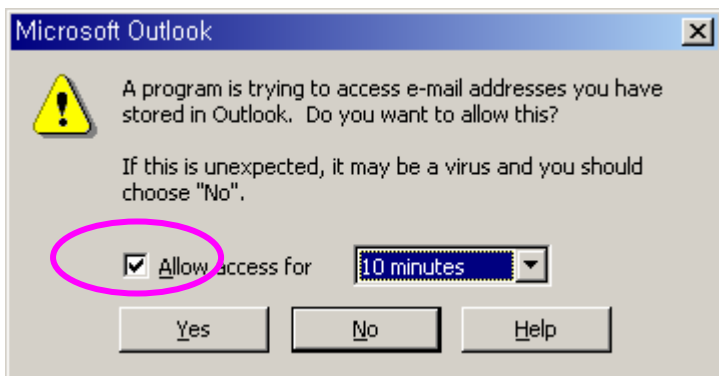 Microsoft Outlook
A program is trying to access e-mail addresses you have
stored in Outlook. Do you want to allow this?
If this is unexpected, it may be a virus and you should
choose "No".
Allow access for 10 minutes
Yes No Help